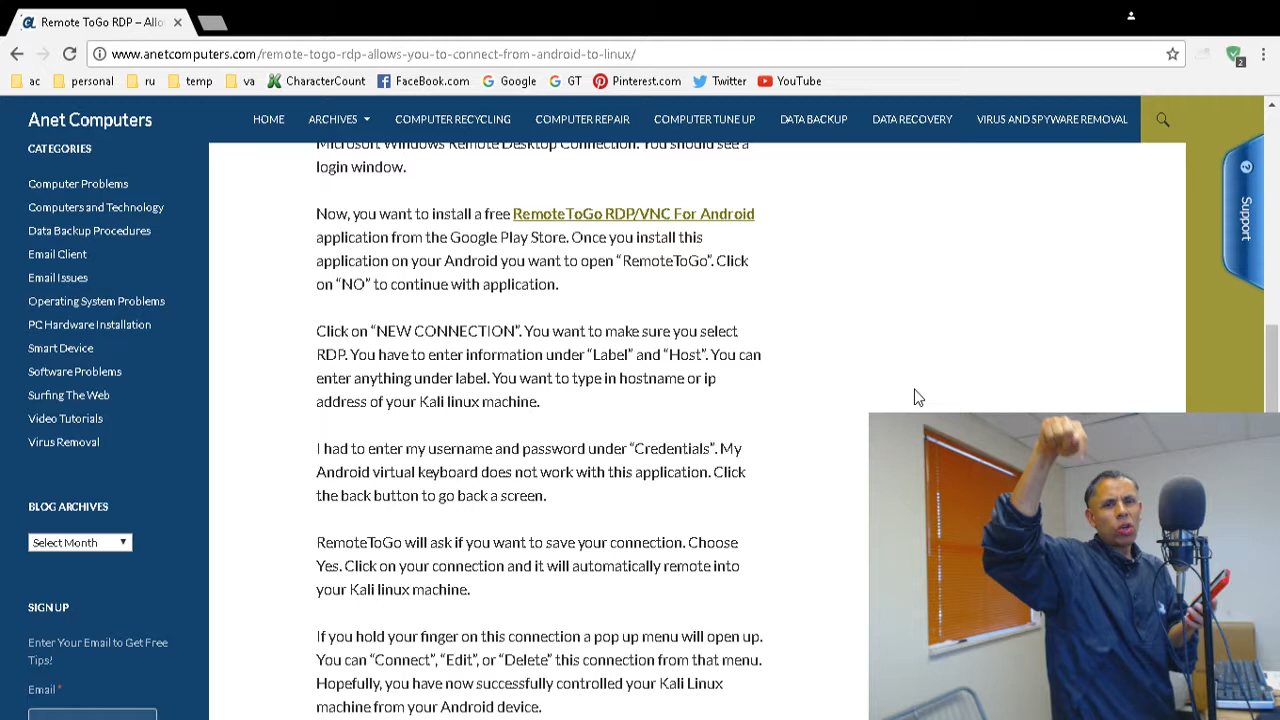 Remote ToGo RDP – Allo
www.anetcomputers.com/remote-togo-rdp-allows-you-to-connect-from-android-to-linux/
ac personal ru temp va CharacterCount FaceBook.com Google GT Pinterest.com Twitter YouTube
Anet Computers
HOME ARCHIVES COMPUTER RECYCLING COMPUTER REPAIR COMPUTER TUNE UP DATA BACKUP DATA RECOVERY VIRUS AND SPYWARE REMOVAL
CATEGORIES
Computer Problems
Computers and Technology
Data Backup Procedures
Email Client
Email Issues
Operating System Problems
PC Hardware Installation
Smart Device
Software Problems
Surfing The Web
Video Tutorials
Virus Removal
BLOG ARCHIVES
Select Month
SIGN UP
Enter Your Email to Get Free
Tips!
Email *
Microsoft Windows Remote Desktop Connection. You should see a
login window.
Now, you want to install a free RemoteToGo RDP/VNC For Android
application from the Google Play Store. Once you install this
application on your Android you want to open “RemoteToGo”. Click
on “NO” to continue with application.
Click on “NEW CONNECTION”. You want to make sure you select
RDP. You have to enter information under “Label” and “Host”. You can
enter anything under label. You want to type in hostname or ip
address of your Kali linux machine.
I had to enter my username and password under “Credentials”. My
Android virtual keyboard does not work with this application. Click
the back button to go back a screen.
RemoteToGo will ask if you want to save your connection. Choose
Yes. Click on your connection and it will automatically remote into
your Kali linux machine.
If you hold your finger on this connection a pop up menu will open up.
You can “Connect”, “Edit”, or “Delete” this connection from that menu.
Hopefully, you have now successfully controlled your Kali Linux
machine from your Android device.
Support
2